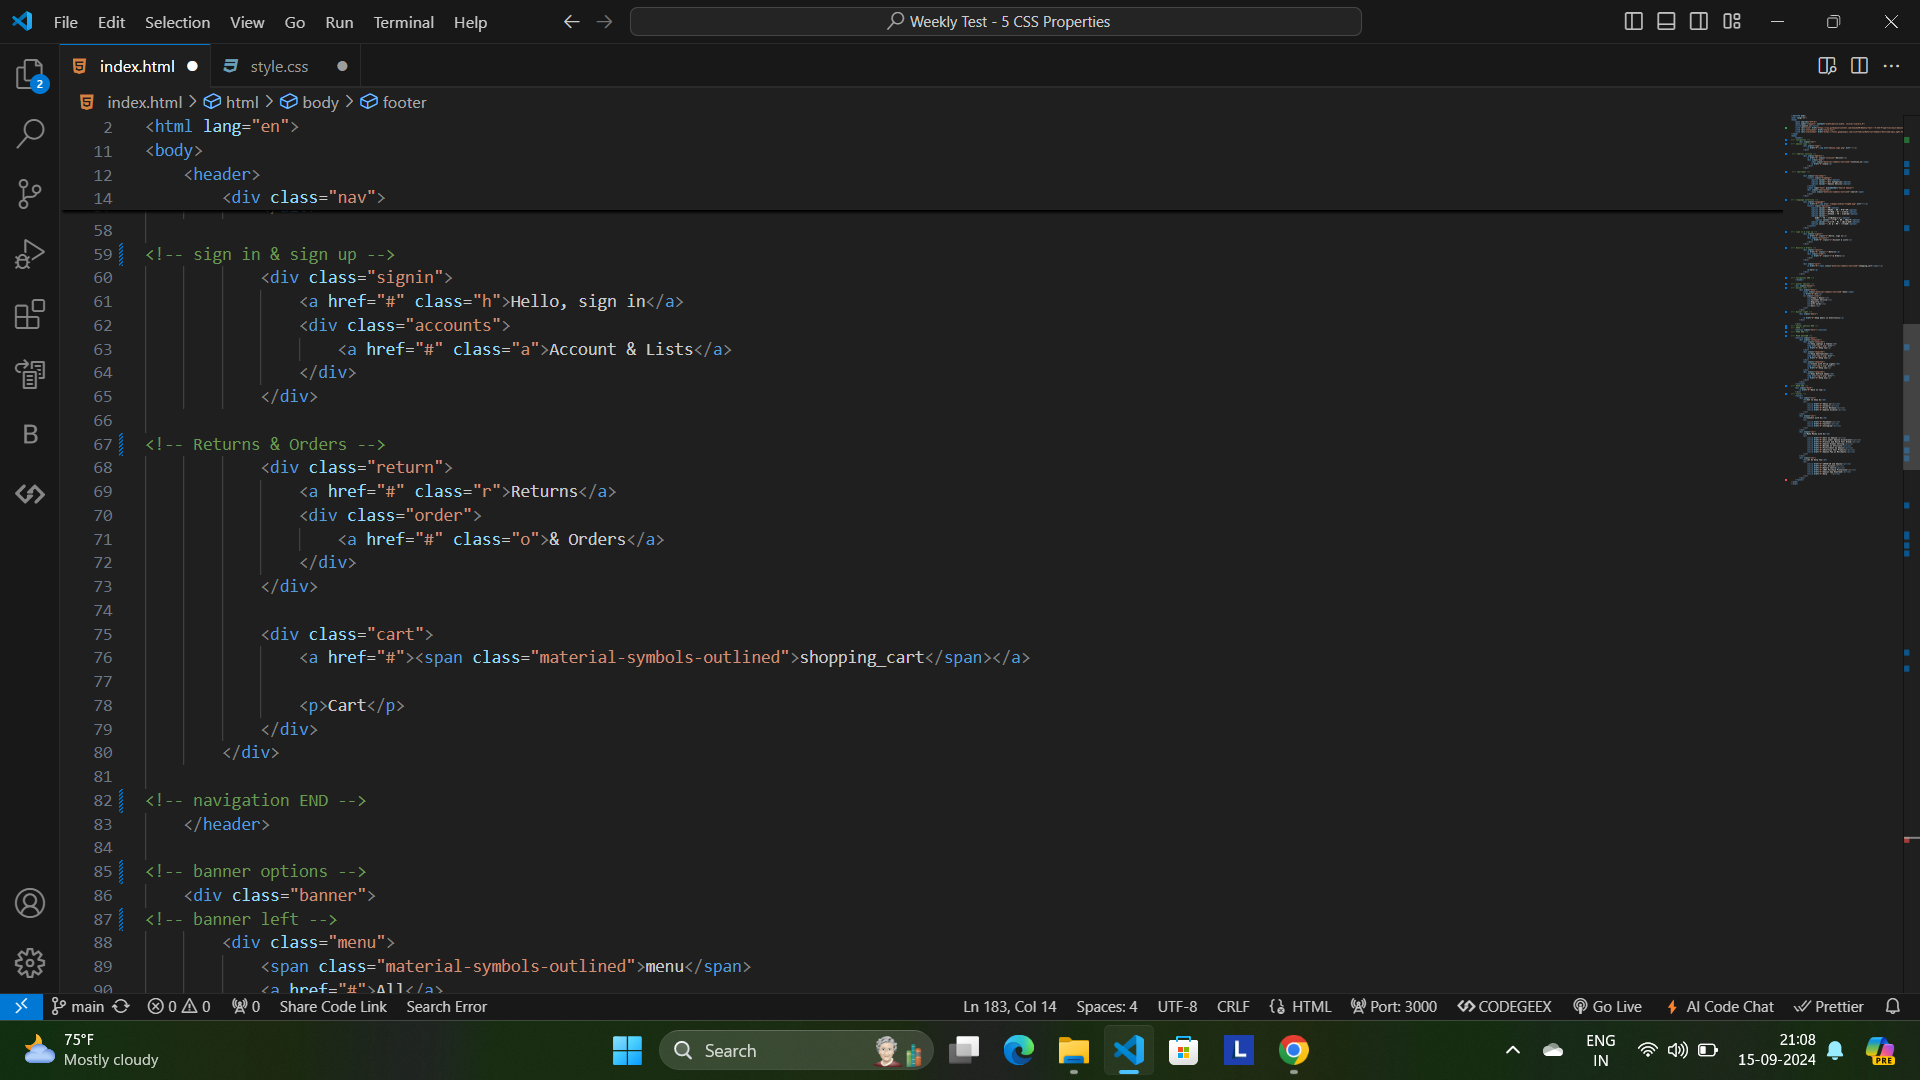 File Edit Selection View Go Run Terminal Help
Weekly Test - 5 CSS Properties
index.html
style.css
index.html > html > body > footer
2
2 <html lang="en">
11 <body>
12 <header>
14 <div class="nav">
58
59 <!-- sign in & sign up -->
60 <div class="signin">
61 <a href="#" class="h">Hello, sign in</a>
62 <div class="accounts">
63 <a href="#" class="a">Account & Lists</a>
64 </div>
65 </div>
66
67 <!-- Returns & Orders -->
68 <div class="return">
69 <a href="#" class="r">Returns</a>
70 <div class="order">
71 <a href="#" class="o">& Orders</a>
72 </div>
73 </div>
74
75 <div class="cart">
76 <a href="#"><span class="material-symbols-outlined">shopping_cart</span></a>
77
78 <p>Cart</p>
79 </div>
80 </div>
81
82 <!-- navigation END -->
83 </header>
84
85 <!-- banner options -->
86 <div class="banner">
87 <!-- banner left -->
88 <div class="menu">
89 <span class="material-symbols-outlined">menu</span>
90 <a href="#">All</a>
main 0 0 0 Share Code Link Search Error Ln 183, Col 14 Spaces: 4 UTF-8 CRLF HTML Port: 3000 CODEGEEX Go Live AI Code Chat Prettier
75°F
Mostly cloudy
Search
L
ENG
IN
21:08
15-09-2024
PRE